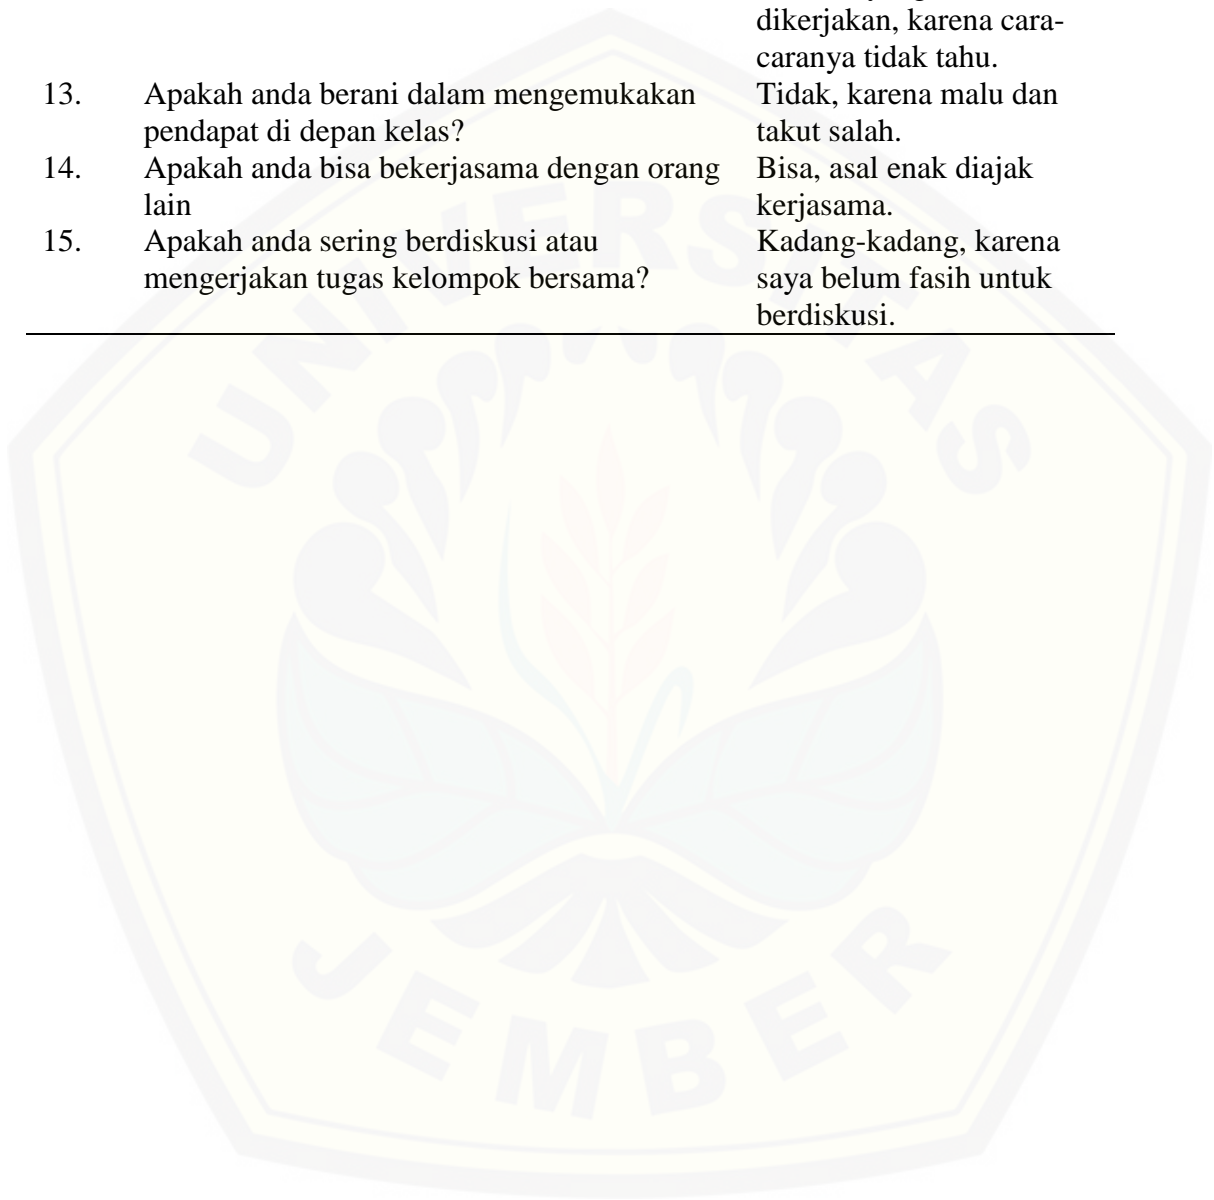 dikerjakan, karena cara-
caranya tidak tahu.
13. Apakah anda berani dalam mengemukakan Tidak, karena malu dan
pendapat di depan kelas? takut salah.
14. Apakah anda bisa bekerjasama dengan orang Bisa, asal enak diajak
lain kerjasama.
15. Apakah anda sering berdiskusi atau Kadang-kadang, karena
mengerjakan tugas kelompok bersama? saya belum fasih untuk
berdiskusi.
UNIVERSITAS
JEMBER